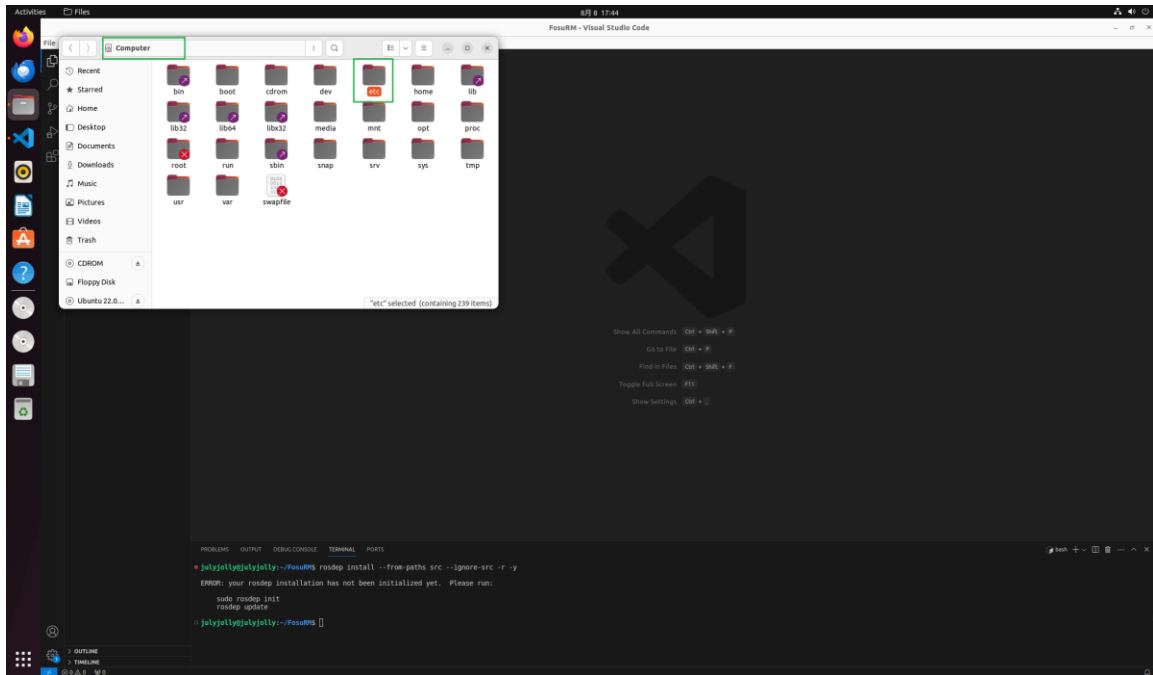 Activities Files 8月 8 17:44
FosuRM - Visual Studio Code
File
Computer
Recent
Starred
Home
Desktop
Documents
Downloads
Music
Pictures
Videos
Trash
CDROM
Floppy Disk
Ubuntu 22.0...
bin boot cdrom dev etc home lib
lib32 lib64 libx32 media mnt opt proc
root run sbin snap srv sys tmp
usr var swapfile
"etc" selected (containing 239 items)
Show All Commands Ctrl + Shift + P
Go to File Ctrl + P
Find in Files Ctrl + Shift + F
Toggle Full Screen F11
Show Settings Ctrl + ,
PROBLEMS OUTPUT DEBUG CONSOLE TERMINAL PORTS
bash
julyjolly@julyjolly:~/FosuRM$ rosdep install --from-paths src --ignore-src -r -y
ERROR: your rosdep installation has not been initialized yet. Please run:
sudo rosdep init
rosdep update
julyjolly@julyjolly:~/FosuRM$
> OUTLINE
> TIMELINE
0 0 0